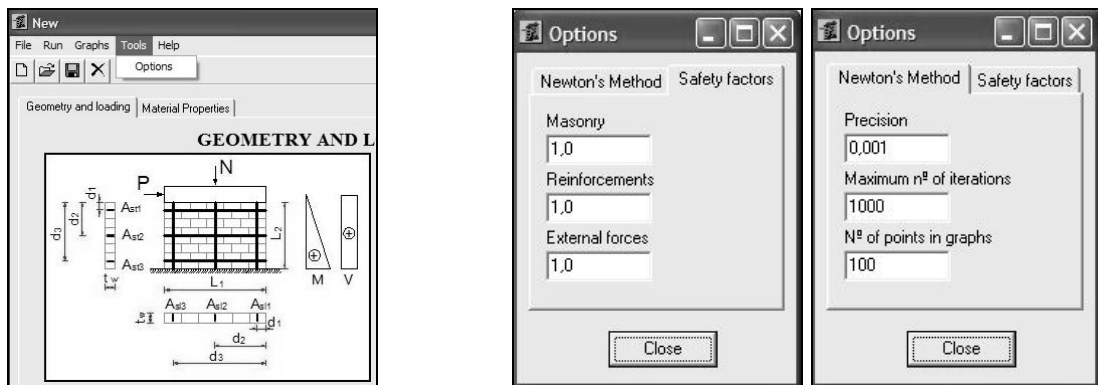 New
File Run Graphs Tools Help
Options
Geometry and loading Material Properties
GEOMETRY AND L
N
P
d1
d2
d3
Ast1
Ast2
Ast3
tw
L2
L1
M V
Asl3 Asl2 Asl1
tw
d1
d2
d3
Options
Newton's Method Safety factors
Masonry
1,0
Reinforcements
1,0
External forces
1,0
Close
Options
Newton's Method Safety factors
Precision
0,001
Maximum nº of iterations
1000
Nº of points in graphs
100
Close